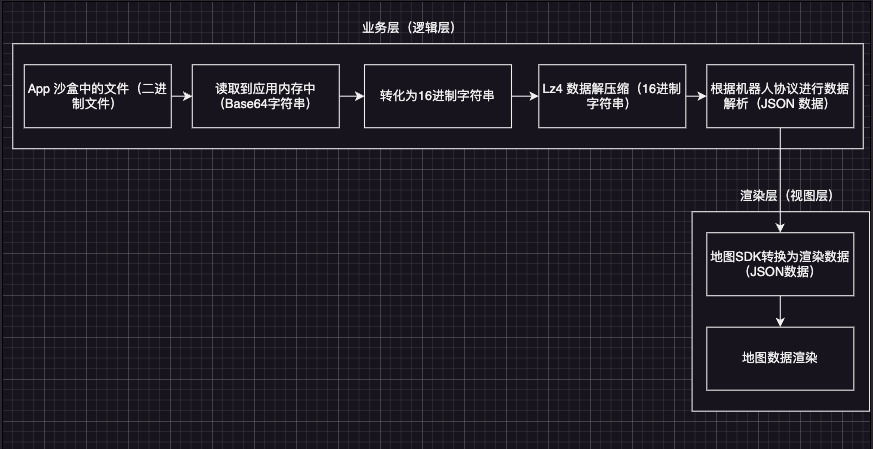 业务层（逻辑层）
App 沙盒中的文件（二进
制文件）
读取到应用内存中
（Base64字符串）
转化为16进制字符串
Lz4 数据解压缩（16进制
字符串）
根据机器人协议进行数据
解析（JSON 数据）
渲染层（视图层）
地图SDK转换为渲染数据
（JSON数据）
地图数据渲染